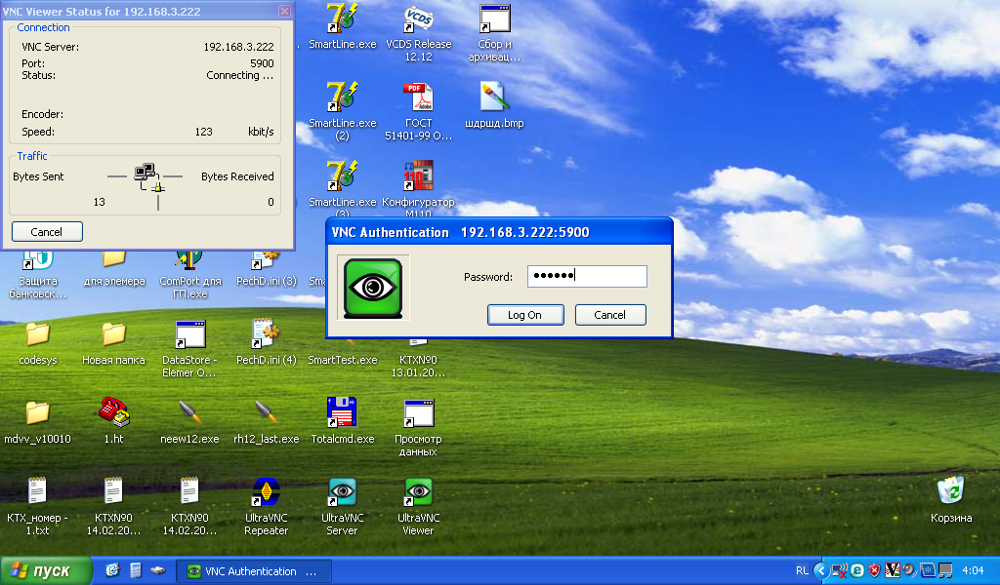 VNC Viewer Status for 192.168.3.222
Connection
VNC Server: 192.168.3.222
Port: 5900
Status: Connecting ...
Encoder:
Speed: 123 kbit/s
Traffic
Bytes Sent Bytes Received
13 0
Cancel
SmartLine.exe
VCDS Release
12.12
Сбор и
архивац...
SmartLine.exe
(2)
ГОСТ
51401-99 О...
шдршд.bmp
SmartLine.exe
(3)
Конфигуратор
М110
VNC Authentication 192.168.3.222:5900
Password:
Log On
Cancel
Защита
банковск...
для элемера
ComPort для
ГП.exe
PechD.ini (3)
codesys
Новая папка
DataStore -
Elemer O...
PechD.ini (4)
SmartTest.exe
КТХ№0
13.01.20...
mdvv_v10010
1.ht
neew12.exe
rh12_last.exe
Totalcmd.exe
Просмотр
данных
КТХ_номер -
1.txt
КТХ№0
14.02.20...
КТХ№0
14.02.20...
UltraVNC
Repeater
UltraVNC
Server
UltraVNC
Viewer
Корзина
пуск
VNC Authentication ...
RL
4:04